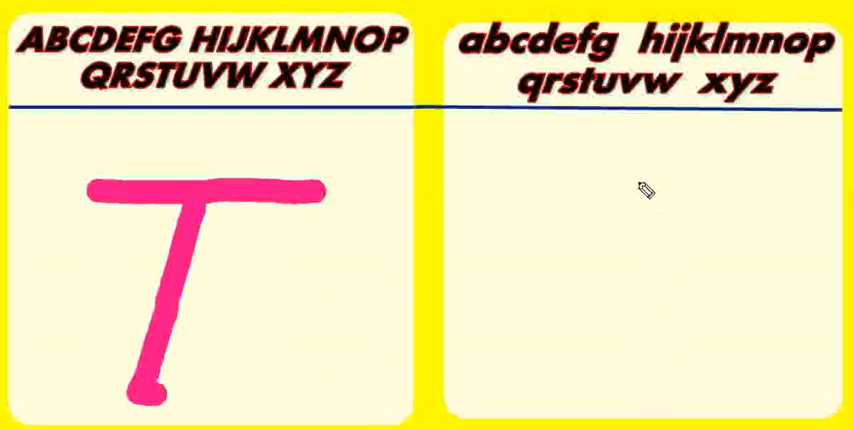 ABCDEFG HIJKLMNOP
QRSTUVW XYZ
abcdefg hijklmnop
qrstuvw xyz
T